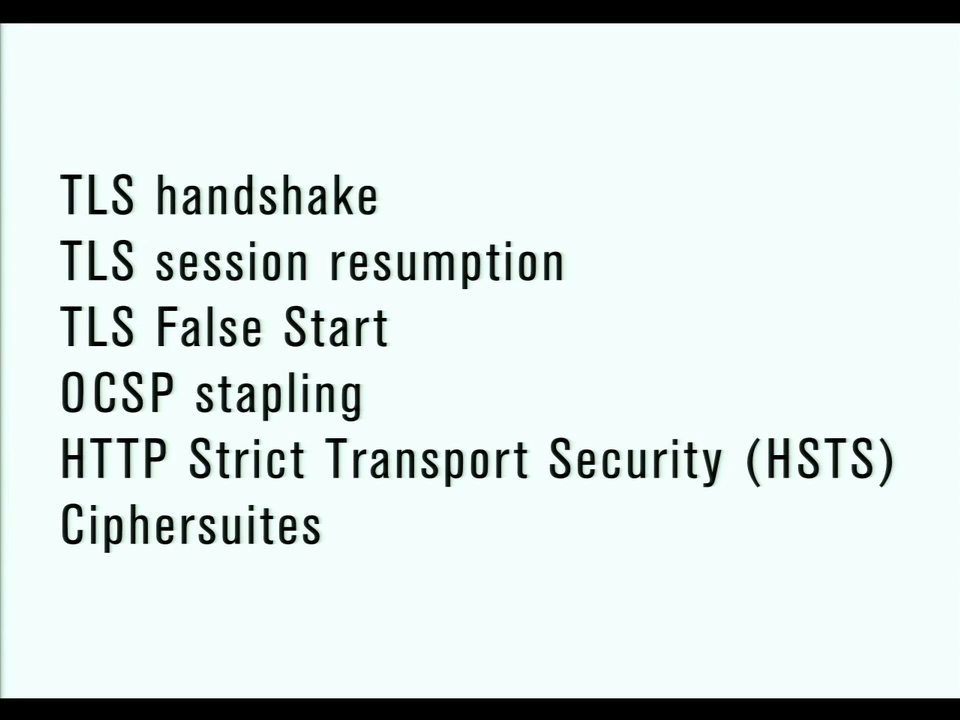 TLS handshake
TLS session resumption
TLS False Start
OCSP stapling
HTTP Strict Transport Security (HSTS)
Ciphersuites